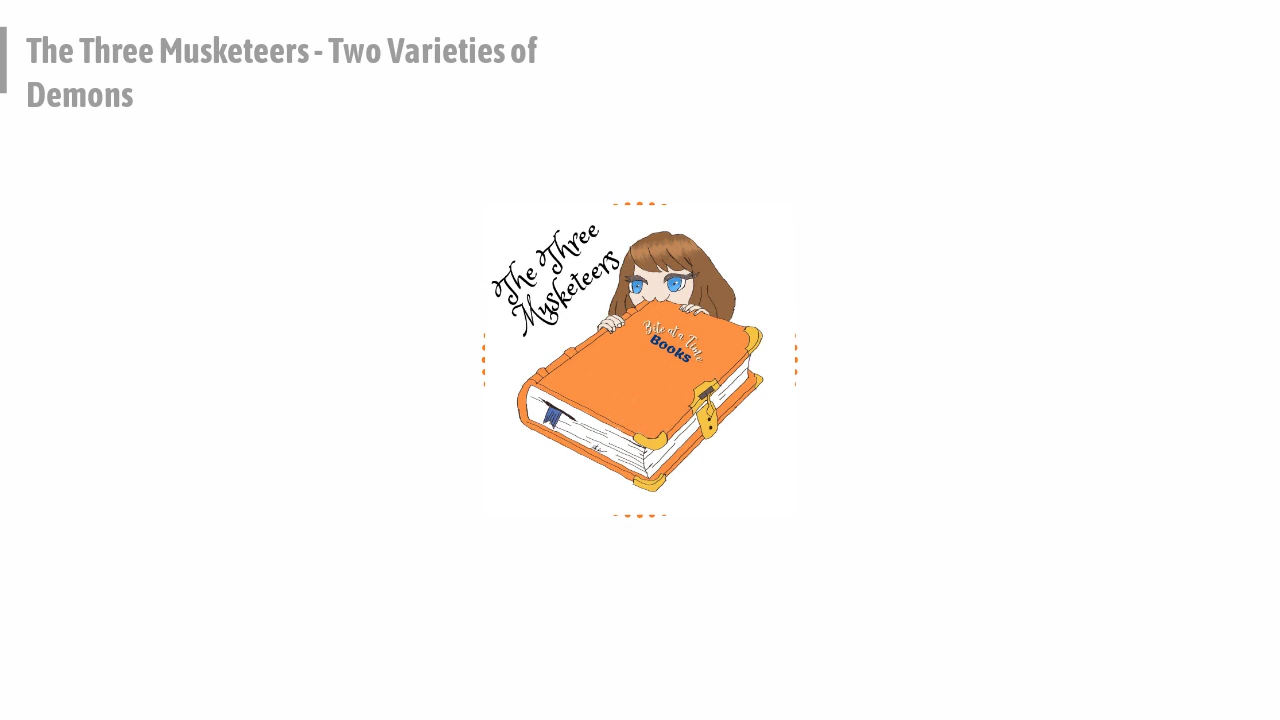 The Three Musketeers - Two Varieties of
Demons
The Three
Musketeers
Bite at a Time
Books